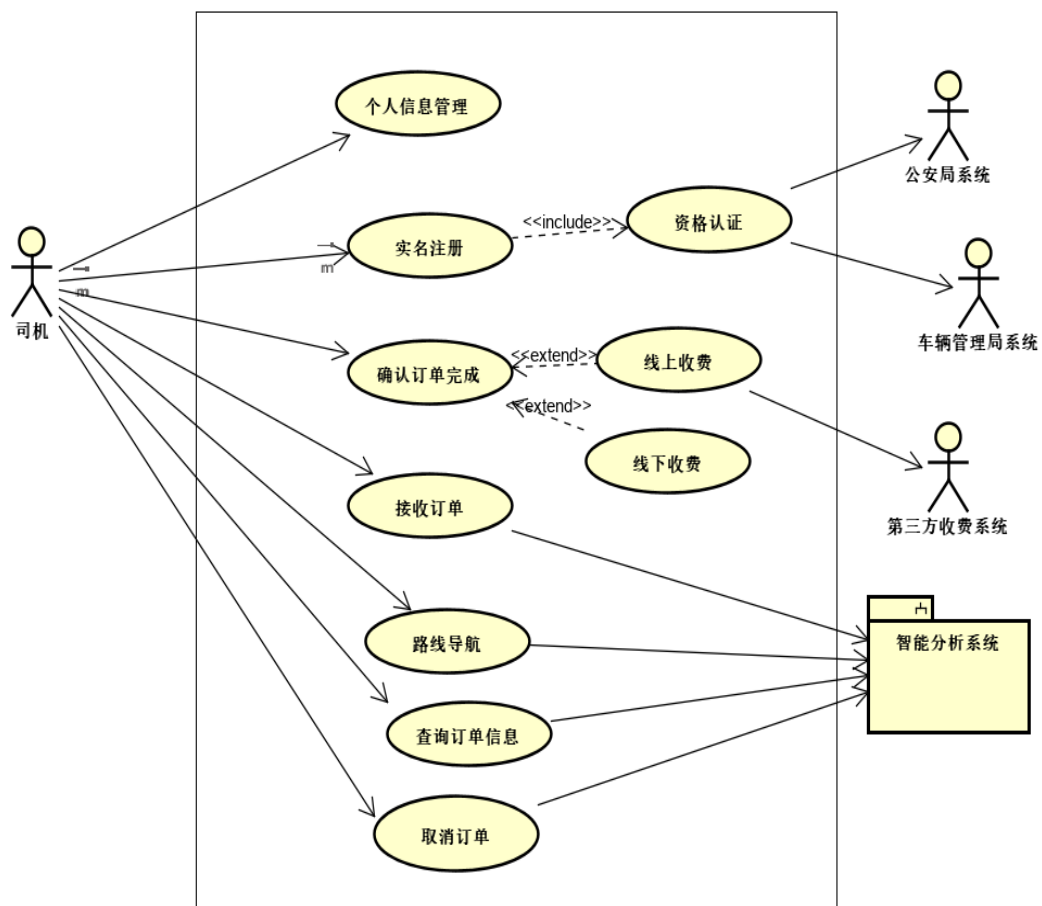 个人信息管理
公安局系统
<<include>>
资格认证
实名注册
m
m
司机
车辆管理局系统
<<extend>>
线上收费
确认订单完成
<<extend>>
线下收费
接收订单
第三方收费系统
智能分析系统
路线导航
查询订单信息
取消订单